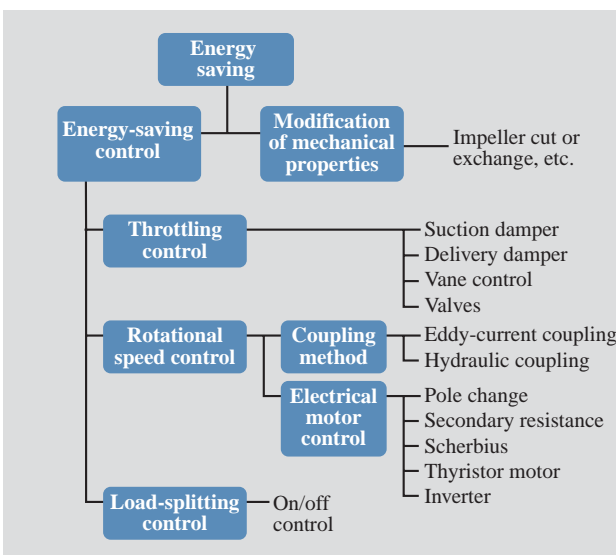 Energy
saving
Energy-saving
control
Modification
of mechanical
properties
Impeller cut or
exchange, etc.
Throttling
control
Suction damper
Delivery damper
Vane control
Valves
Rotational
speed control
Coupling
method
Eddy-current coupling
Hydraulic coupling
Electrical
motor
control
Pole change
Secondary resistance
Scherbius
Thyristor motor
Inverter
Load-splitting
control
On/off
control